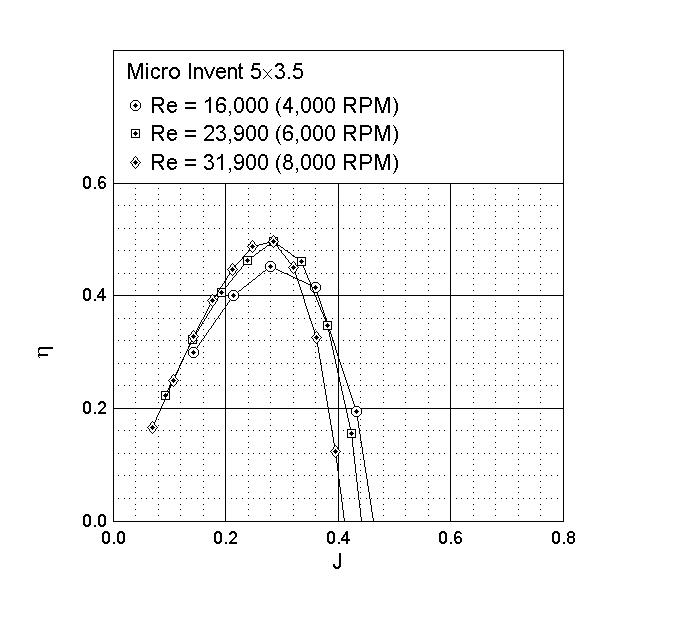 Micro Invent 5×3.5
Re = 16,000 (4,000 RPM)
Re = 23,900 (6,000 RPM)
Re = 31,900 (8,000 RPM)
0.6
0.4
η
0.2
0.0
0.0 0.2 0.4 0.6 0.8
J